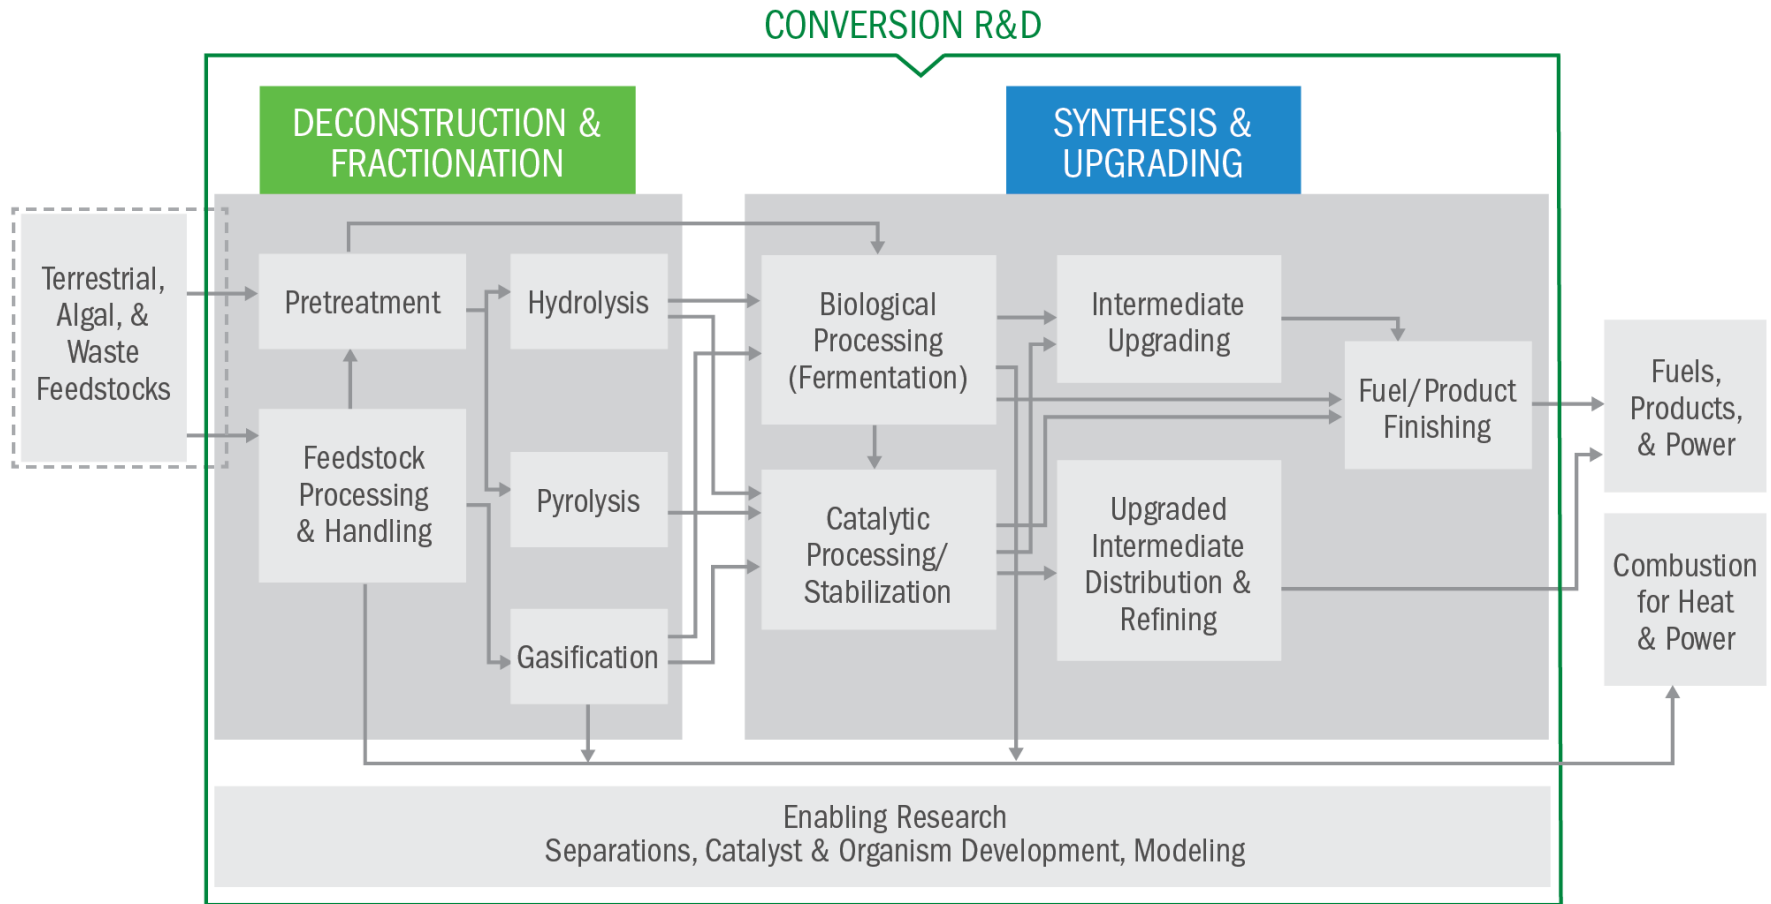 CONVERSION R&D
DECONSTRUCTION &
FRACTIONATION
SYNTHESIS &
UPGRADING
Terrestrial,
Algal, &
Waste
Feedstocks
Pretreatment
Feedstock
Processing
& Handling
Hydrolysis
Pyrolysis
Gasification
Biological
Processing
(Fermentation)
Catalytic
Processing/
Stabilization
Intermediate
Upgrading
Upgraded
Intermediate
Distribution &
Refining
Fuel/Product
Finishing
Fuels,
Products,
& Power
Combustion
for Heat
& Power
Enabling Research
Separations, Catalyst & Organism Development, Modeling